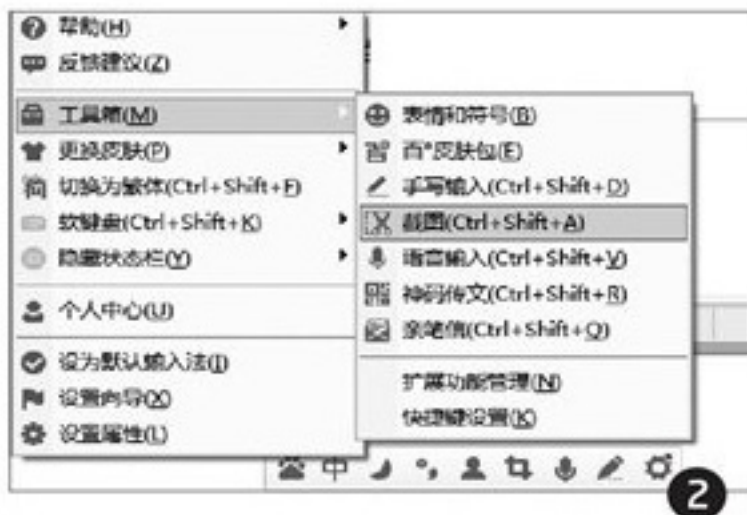 帮助(H)
反馈建议(Z)
工具箱(M)
更换皮肤(P)
切换为繁体(Ctrl+Shift+F)
软键盘(Ctrl+Shift+K)
隐藏状态栏(Y)
个人中心(U)
设为默认输入法(I)
设置向导(X)
设置属性(L)
表情和符号(B)
百°皮肤包(E)
手写输入(Ctrl+Shift+D)
截图(Ctrl+Shift+A)
语音输入(Ctrl+Shift+V)
神码传文(Ctrl+Shift+R)
亲笔信(Ctrl+Shift+Q)
扩展功能管理(N)
快捷键设置(K)
中
2